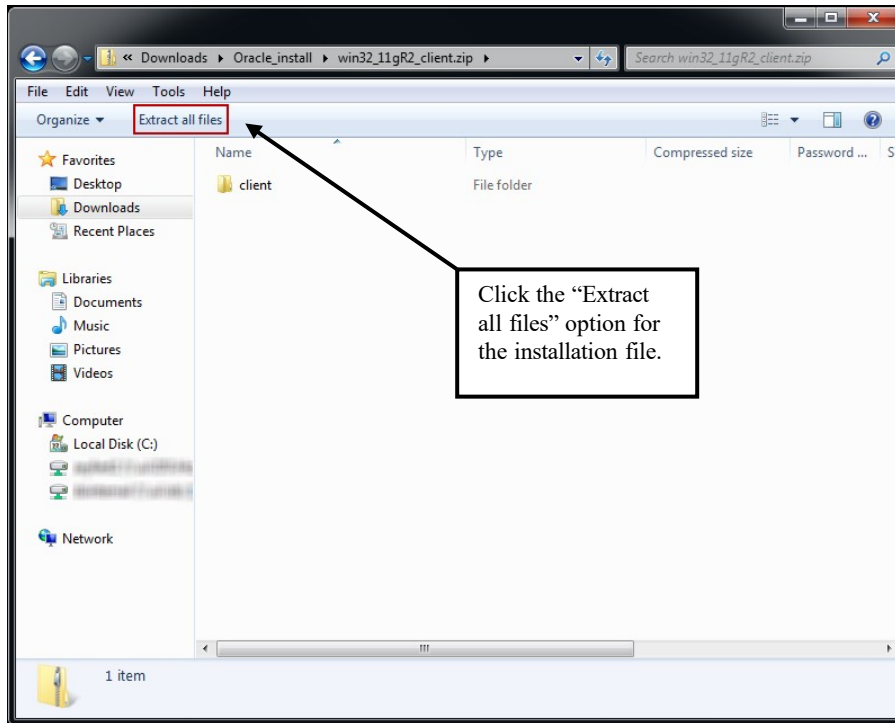 « Downloads ▸ Oracle_install ▸ win32_11gR2_client.zip ▸ Search win32_11gR2_client.zip
File Edit View Tools Help
Organize ▾ Extract all files
Name Type Compressed size Password ... S
Favorites
client File folder
Desktop
Downloads
Recent Places
Libraries
Documents
Music
Pictures
Videos
Click the “Extract
all files” option for
the installation file.
Computer
Local Disk (C:)
Network
1 item